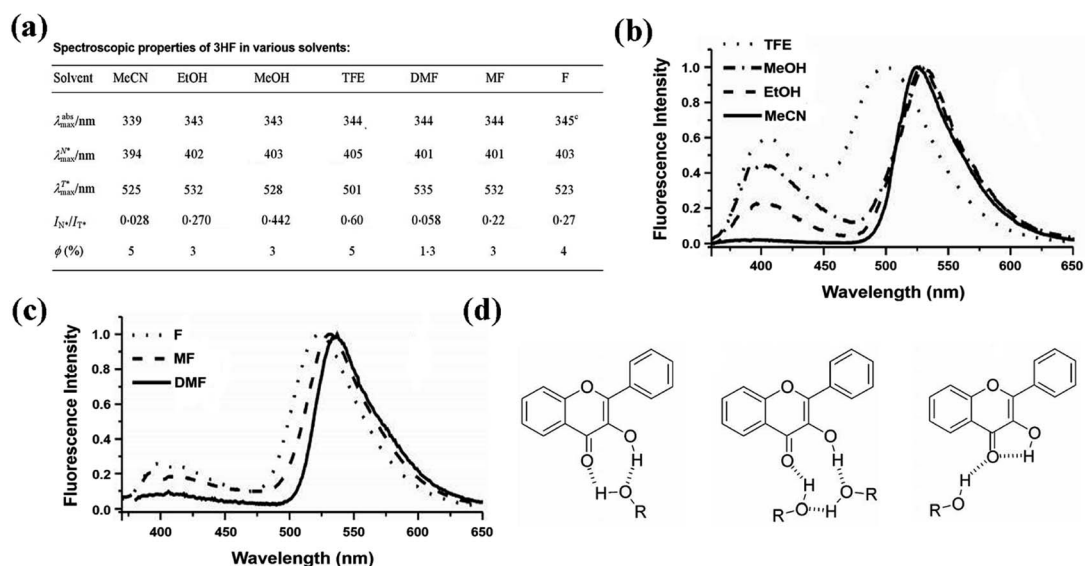 (a)
Spectroscopic properties of 3HF in various solvents:
Solvent MeCN EtOH MeOH TFE DMF MF F
λabsmax/nm 339 343 343 344 344 344 345c
λN*max/nm 394 402 403 405 401 401 403
λT*max/nm 525 532 528 501 535 532 523
IN*/IT* 0·028 0·270 0·442 0·60 0·058 0·22 0·27
ϕ (%) 5 3 3 5 1·3 3 4
(b)
TFE
MeOH
EtOH
MeCN
Fluorescence Intensity
1.0
0.8
0.6
0.4
0.2
0.0
400 450 500 550 600 650
Wavelength (nm)
(c)
F
MF
DMF
Fluorescence Intensity
1.0
0.8
0.6
0.4
0.2
0.0
400 450 500 550 600 650
Wavelength (nm)
(d)
O
O
O
H
H
O
R
O
O
O
H
H
R
O
H
O
R
O
O
O
H
H
O
R